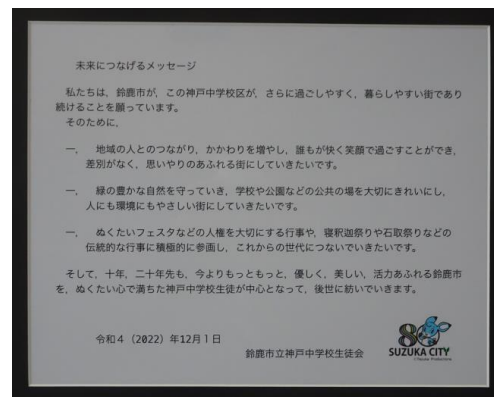 未来につなげるメッセージ
私たちは，鈴鹿市が，この神戸中学校区が，さらに過ごしやすく，暮らしやすい街であり
続けることを願っています。
そのために，
一，　地域の人とのつながり，かかわりを増やし，誰もが快く笑顔で過ごすことができ，
差別がなく，思いやりのあふれる街にしていきたいです。
一，　緑の豊かな自然を守っていき，学校や公園などの公共の場を大切にきれいにし，
人にも環境にもやさしい街にしていきたいです。
一，　ぬくたいフェスタなどの人権を大切にする行事や，寝釈迦祭りや石取祭りなどの
伝統的な行事に積極的に参画し，これからの世代につないでいきたいです。
そして，十年，二十年先も，今よりもっともっと，優しく，美しい，活力あふれる鈴鹿市
を，ぬくたい心で満ちた神戸中学校生徒が中心となって，後世に紡いでいきます。
令和４（2022）年12月１日
鈴鹿市立神戸中学校生徒会
80
SUZUKA CITY
©Tezuka Productions